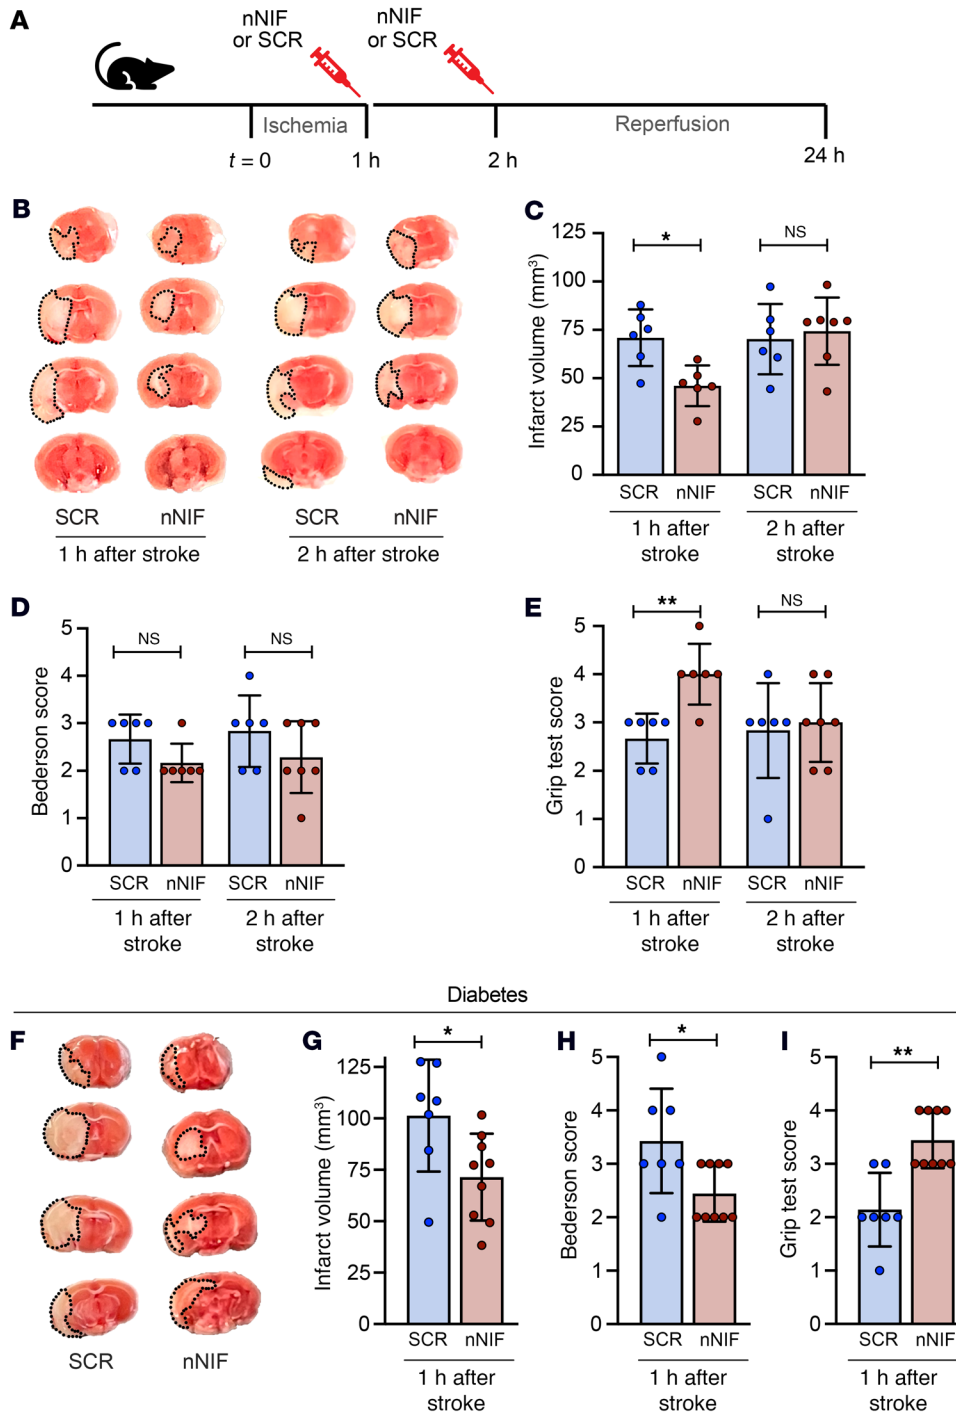 A
nNIF
or SCR
nNIF
or SCR
Ischemia
Reperfusion
t = 0
1 h
2 h
24 h
B
SCR
nNIF
SCR
nNIF
1 h after stroke
2 h after stroke
C
Infarct volume (mm³)
125
100
75
50
25
0
*
NS
SCR
nNIF
SCR
nNIF
1 h after
stroke
2 h after
stroke
D
Bederson score
5
4
3
2
1
0
NS
NS
SCR
nNIF
SCR
nNIF
1 h after
stroke
2 h after
stroke
E
Grip test score
5
4
3
2
1
0
**
NS
SCR
nNIF
SCR
nNIF
1 h after
stroke
2 h after
stroke
Diabetes
F
SCR
nNIF
G
Infarct volume (mm³)
125
100
75
50
25
0
*
SCR
nNIF
1 h after
stroke
H
Bederson score
5
4
3
2
1
0
*
SCR
nNIF
1 h after
stroke
I
Grip test score
5
4
3
2
1
0
**
SCR
nNIF
1 h after
stroke